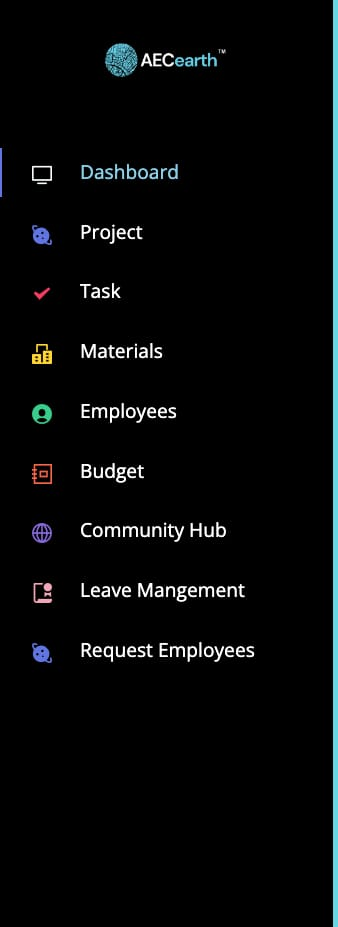 AECearth™
Dashboard
Project
Task
Materials
Employees
Budget
Community Hub
Leave Mangement
Request Employees